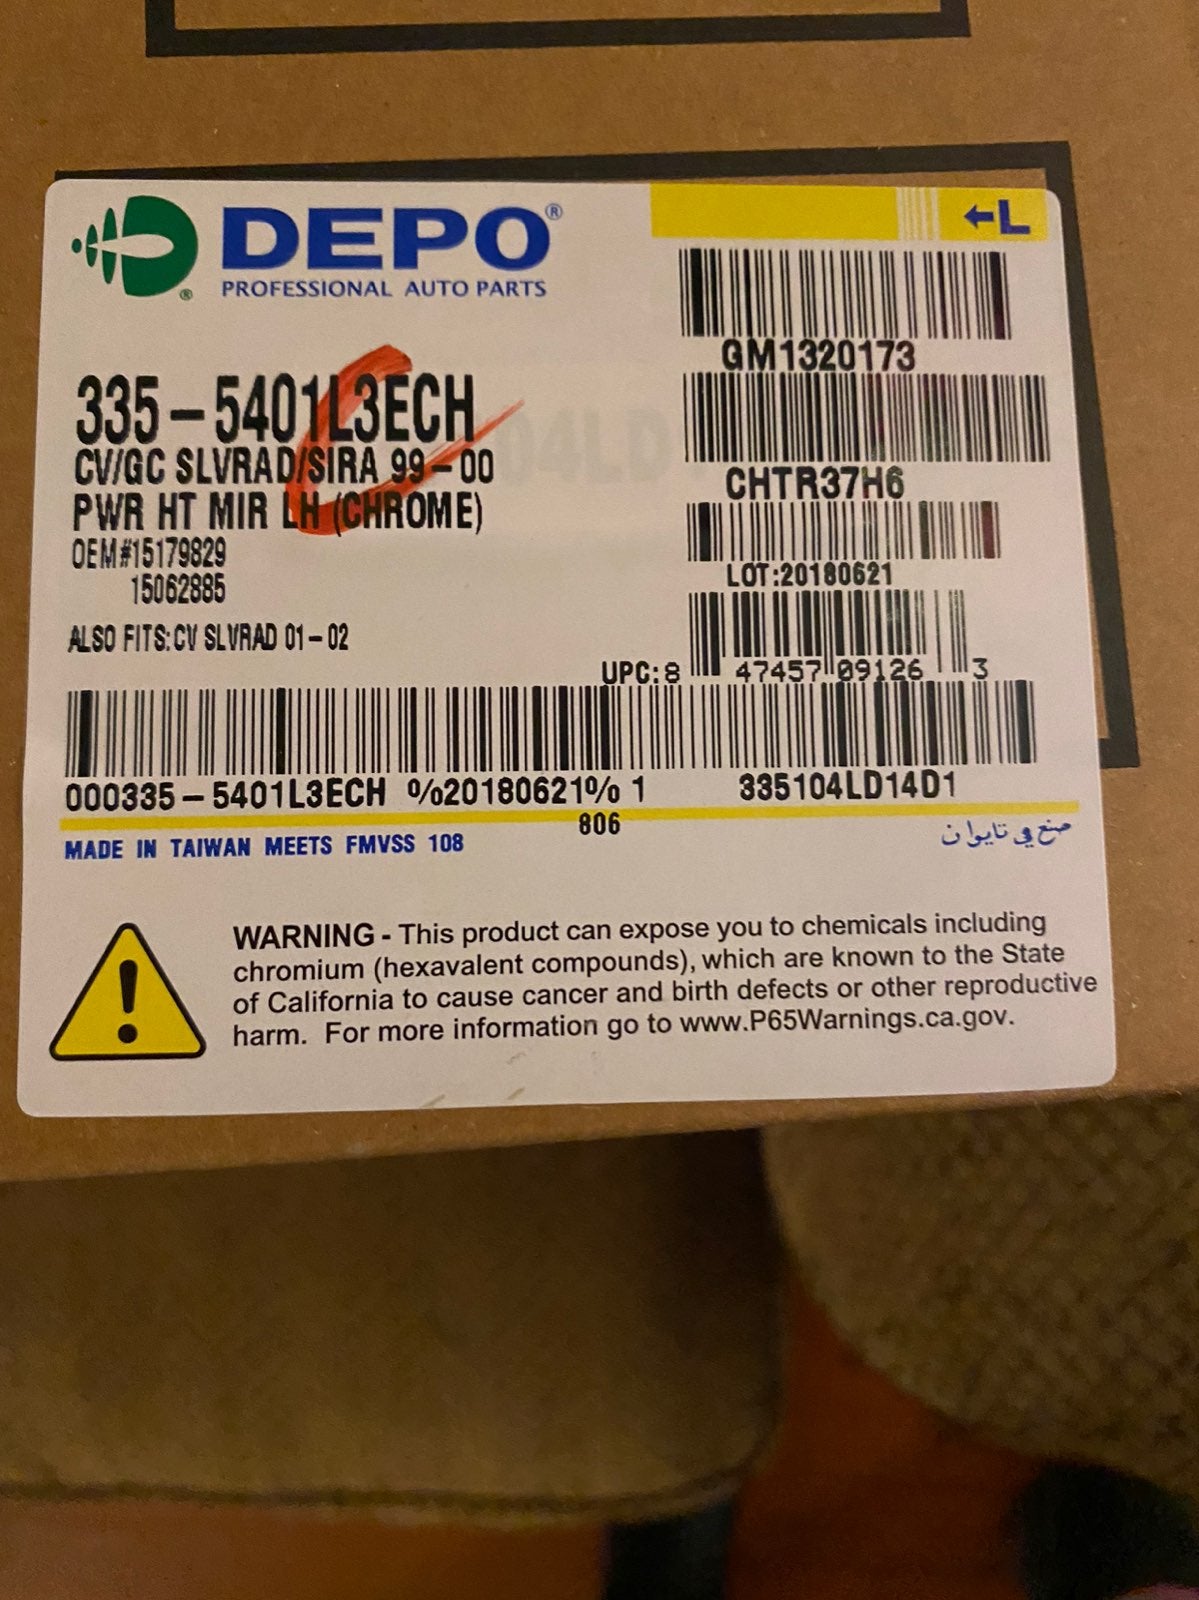 DEPO®
PROFESSIONAL AUTO PARTS
®
←L
GM1320173
335-5401L3ECH
CV/GC SLVRAD/SIRA 99-00
PWR HT MIR LH (CHROME)
CHTR37H6
OEM#15179829
15062885
LOT:20180621
ALSO FITS:CV SLVRAD 01-02
UPC:8 47457 09126 3
000335-5401L3ECH %20180621% 1 335104LD14D1
806
MADE IN TAIWAN MEETS FMVSS 108
صنع في تايوان
WARNING - This product can expose you to chemicals including
chromium (hexavalent compounds), which are known to the State
of California to cause cancer and birth defects or other reproductive
harm. For more information go to www.P65Warnings.ca.gov.